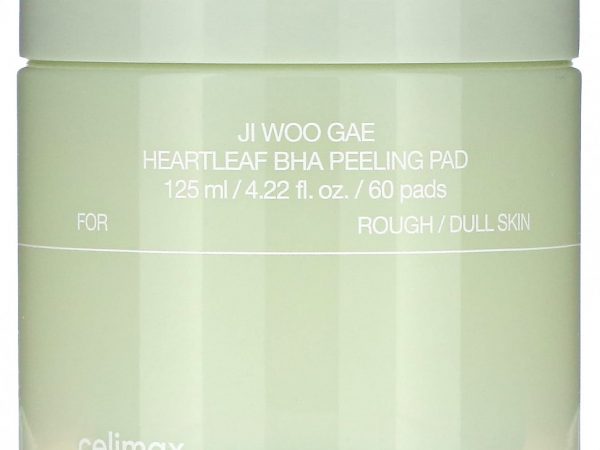 JI WOO GAE
HEARTLEAF BHA PEELING PAD
125 ml / 4.22 fl. oz. / 60 pads
FOR ROUGH / DULL SKIN
celimax